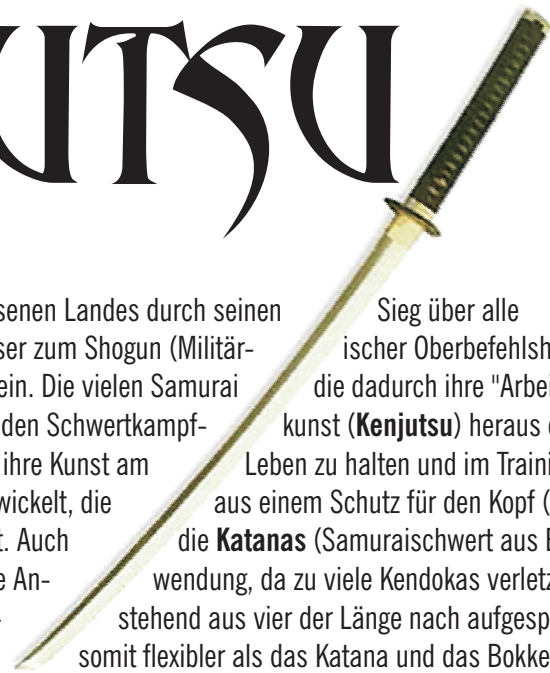 UTSU
senen Landes durch seinen Sieg über alle
ser zum Shogun (Militär- ischer Oberbefehlsh
ein. Die vielen Samurai die dadurch ihre "Arbei
den Schwertkampf- kunst (Kenjutsu) heraus
ihre Kunst am Leben zu halten und im Traini
wickelt, die aus einem Schutz für den Kopf (
t. Auch die Katanas (Samuraischwert aus
e An- wendung, da zu viele Kendokas verletz
stehend aus vier der Länge nach aufgesp
somit flexibler als das Katana und das Bokke